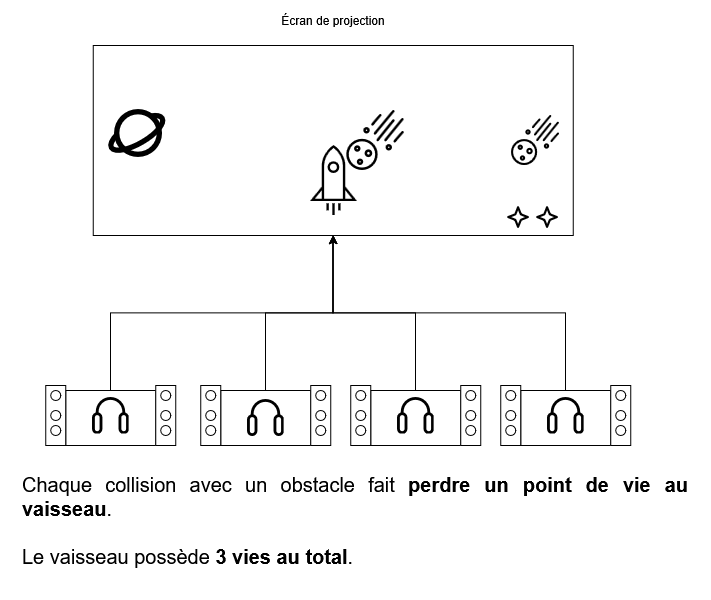 Écran de projection
Chaque collision avec un obstacle fait perdre un point de vie au
vaisseau.
Le vaisseau possède 3 vies au total.